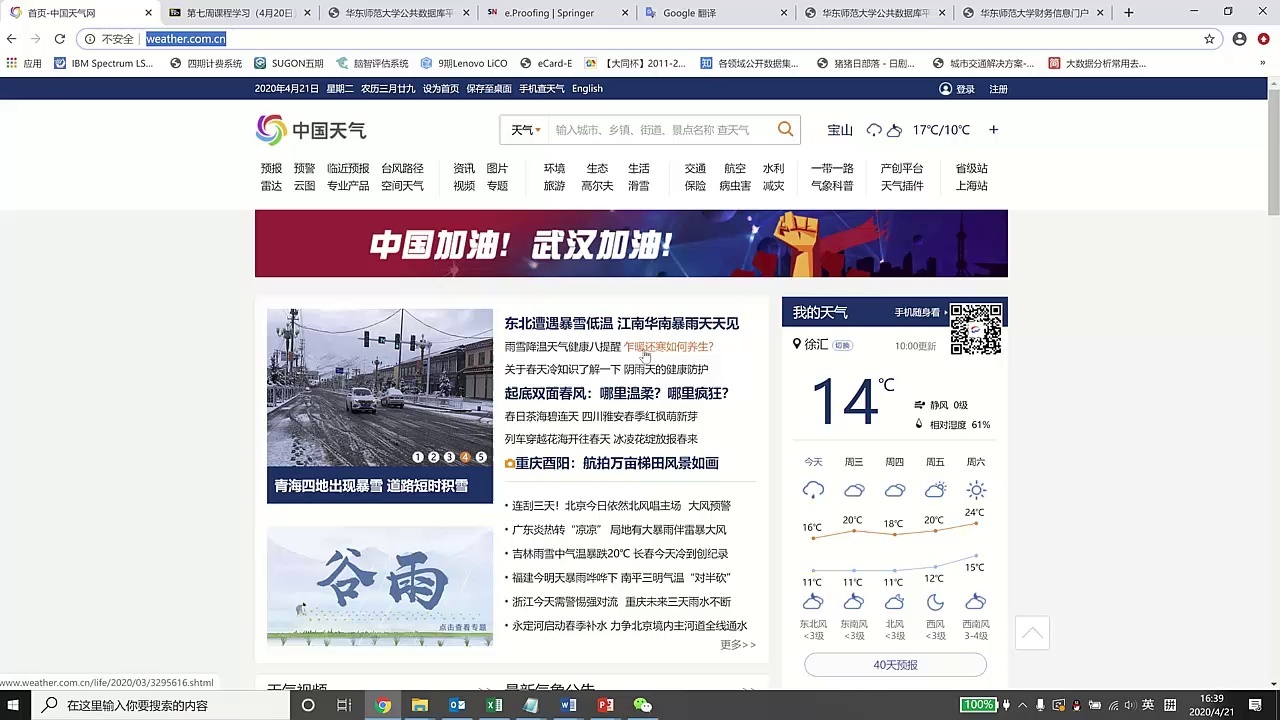 首页-中国天气网
第七周课程学习（4月20日
华东师范大学公共数据库平
e.Proofing | Springer
Google 翻译
华东师范大学公共数据库平
华东师范大学财务信息门户
不安全 weather.com.cn
应用 IBM Spectrum LS... 四期计费系统 SUGON五期 脑智评估系统 9期Lenovo LiCO eCard-E 【大同杯】2011-2... 各领域公开数据集... 猪猪日部落 - 日剧... 城市交通解决方案-... 大数据分析常用去... »
2020年4月21日 星期二 农历三月廿九 设为首页 保存至桌面 手机查天气 English 登录 注册
中国天气 天气 输入城市、乡镇、街道、景点名称 查天气 宝山 17℃/10℃ +
预报 预警 临近预报 台风路径 资讯 图片 环境 生态 生活 交通 航空 水利 一带一路 产创平台 省级站
雷达 云图 专业产品 空间天气 视频 专题 旅游 高尔夫 滑雪 保险 病虫害 减灾 气象科普 天气插件 上海站
中国加油！武汉加油！
东北遭遇暴雪低温 江南华南暴雨天天见
雨雪降温天气健康八提醒 乍暖还寒如何养生？
关于春天冷知识了解一下 阴雨天的健康防护
起底双面春风：哪里温柔？哪里疯狂？
春日茶海碧连天 四川雅安春季红枫萌新芽
列车穿越花海开往春天 冰凌花绽放报春来
重庆酉阳：航拍万亩梯田风景如画
1 2 3 4 5
青海四地出现暴雪 道路短时积雪
谷雨
点击查看专题
· 连刮三天！北京今日依然北风唱主场 大风预警
· 广东炎热转“凉凉” 局地有大暴雨伴雷暴大风
· 吉林雨雪中气温暴跌20℃ 长春今天冷到创纪录
· 福建今明天暴雨哗哗下 南平三明气温“对半砍”
· 浙江今天需警惕强对流 重庆未来三天雨水不断
· 永定河启动春季补水 力争北京境内主河道全线通水
更多>>
我的天气 手机随身看
徐汇 切换 10:00更新
14℃
静风 0级
相对湿度 61%
今天 周三 周四 周五 周六
16℃ 20℃ 18℃ 20℃ 24℃
11℃ 11℃ 11℃ 12℃ 15℃
东北风 东南风 北风 西风 西南风
<3级 <3级 <3级 <3级 3-4级
40天预报
天气视频 >> 最新气象公告 >>
www.weather.com.cn/life/2020/03/3295616.shtml
在这里输入你要搜索的内容
100%
英
16:39
2020/4/21